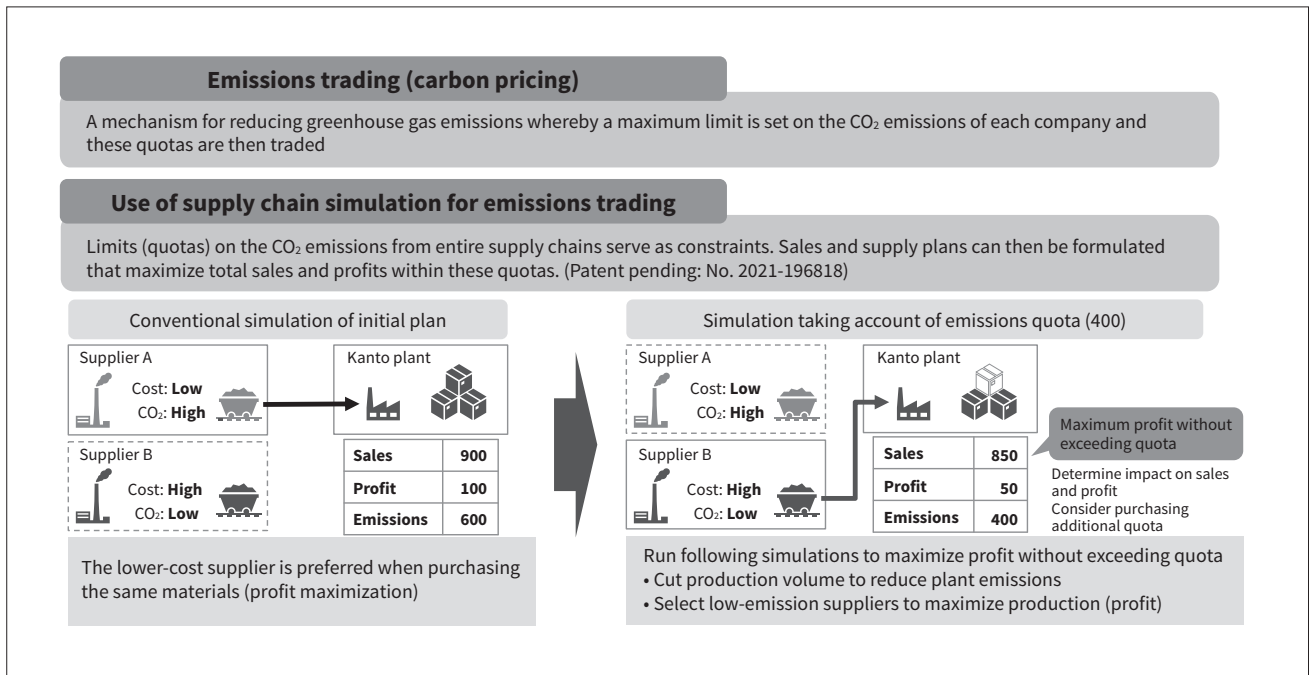 Emissions trading (carbon pricing)
A mechanism for reducing greenhouse gas emissions whereby a maximum limit is set on the CO₂ emissions of each company and
these quotas are then traded
Use of supply chain simulation for emissions trading
Limits (quotas) on the CO₂ emissions from entire supply chains serve as constraints. Sales and supply plans can then be formulated
that maximize total sales and profits within these quotas. (Patent pending: No. 2021-196818)
Conventional simulation of initial plan
Supplier A
Cost: Low
CO₂: High
Kanto plant
Supplier B
Cost: High
CO₂: Low
Sales 900
Profit 100
Emissions 600
The lower-cost supplier is preferred when purchasing
the same materials (profit maximization)
Simulation taking account of emissions quota (400)
Supplier A
Cost: Low
CO₂: High
Kanto plant
Supplier B
Cost: High
CO₂: Low
Sales 850
Profit 50
Emissions 400
Maximum profit without
exceeding quota
Determine impact on sales
and profit
Consider purchasing
additional quota
Run following simulations to maximize profit without exceeding quota
• Cut production volume to reduce plant emissions
• Select low-emission suppliers to maximize production (profit)